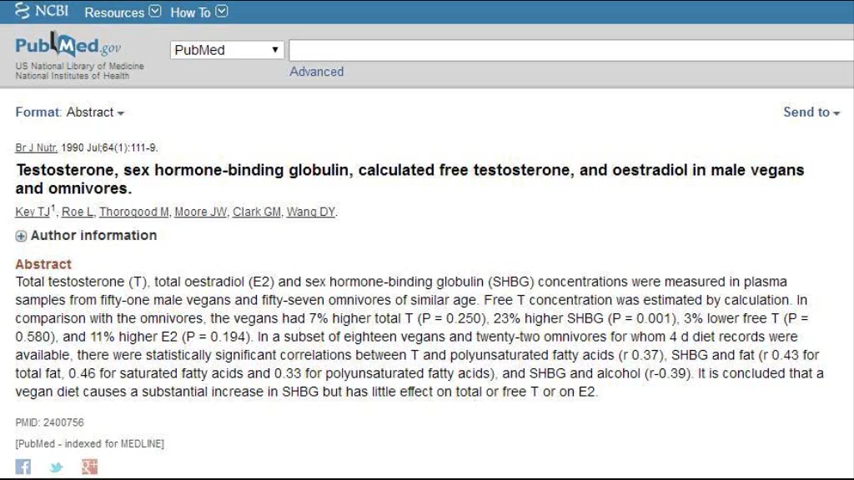 NCBI Resources How To
PubMed.gov
US National Library of Medicine
National Institutes of Health
PubMed
Advanced
Format: Abstract
Send to
Br J Nutr. 1990 Jul;64(1):111-9.
Testosterone, sex hormone-binding globulin, calculated free testosterone, and oestradiol in male vegans
and omnivores.
Key TJ1, Roe L, Thorogood M, Moore JW, Clark GM, Wang DY.
Author information
Abstract
Total testosterone (T), total oestradiol (E2) and sex hormone-binding globulin (SHBG) concentrations were measured in plasma
samples from fifty-one male vegans and fifty-seven omnivores of similar age. Free T concentration was estimated by calculation. In
comparison with the omnivores, the vegans had 7% higher total T (P = 0.250), 23% higher SHBG (P = 0.001), 3% lower free T (P =
0.580), and 11% higher E2 (P = 0.194). In a subset of eighteen vegans and twenty-two omnivores for whom 4 d diet records were
available, there were statistically significant correlations between T and polyunsaturated fatty acids (r 0.37), SHBG and fat (r 0.43 for
total fat, 0.46 for saturated fatty acids and 0.33 for polyunsaturated fatty acids), and SHBG and alcohol (r-0.39). It is concluded that a
vegan diet causes a substantial increase in SHBG but has little effect on total or free T or on E2.
PMID: 2400756
[PubMed - indexed for MEDLINE]